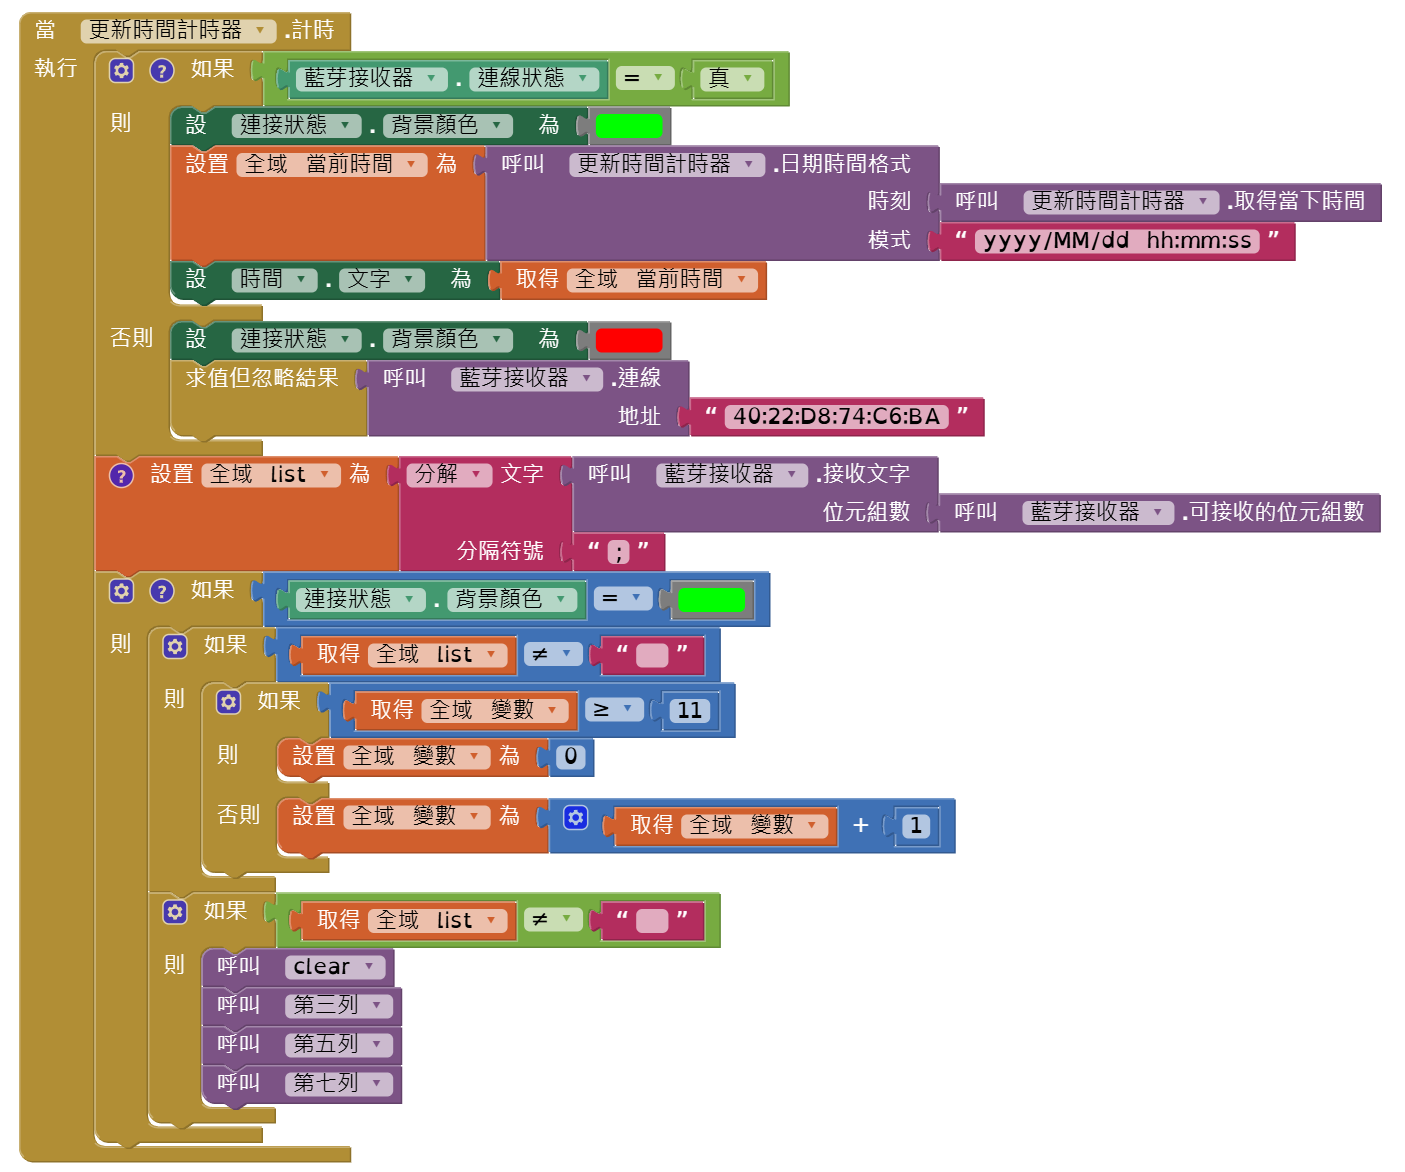 當 更新時間計時器 .計時
執行 ? 如果 藍芽接收器 . 連線狀態 = 真
則 設 連接狀態 . 背景顏色 為
設置 全域 當前時間 為 呼叫 更新時間計時器 .日期時間格式
時刻 呼叫 更新時間計時器 .取得當下時間
模式 “ yyyy/MM/dd hh:mm:ss ”
設 時間 . 文字 為 取得 全域 當前時間
否則 設 連接狀態 . 背景顏色 為
求值但忽略結果 呼叫 藍芽接收器 .連線
地址 “ 40:22:D8:74:C6:BA ”
? 設置 全域 list 為 分解 文字 呼叫 藍芽接收器 .接收文字
位元組數 呼叫 藍芽接收器 .可接收的位元組數
分隔符號 “ ; ”
? 如果 連接狀態 . 背景顏色 =
則 如果 取得 全域 list ≠ “ ”
則 如果 取得 全域 變數 ≥ 11
則 設置 全域 變數 為 0
否則 設置 全域 變數 為 取得 全域 變數 + 1
如果 取得 全域 list ≠ “ ”
則 呼叫 clear
呼叫 第三列
呼叫 第五列
呼叫 第七列